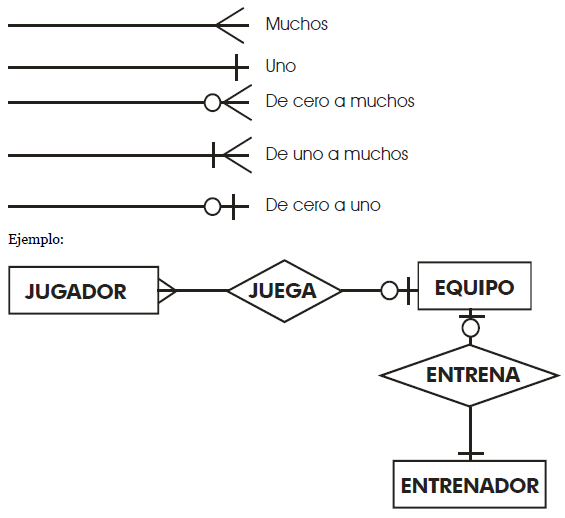 Muchos
Uno
De cero a muchos
De uno a muchos
De cero a uno
Ejemplo:
JUGADOR
JUEGA
EQUIPO
ENTRENA
ENTRENADOR